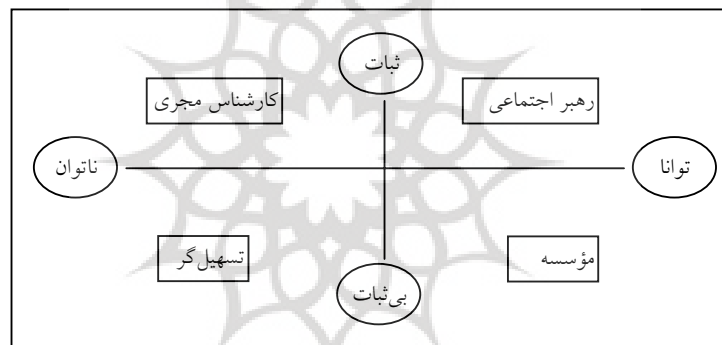 ثبات
رهبر اجتماعی
کارشناس مجری
توانا
ناتوان
مؤسسه
تسهیل‌گر
بی‌ثبات